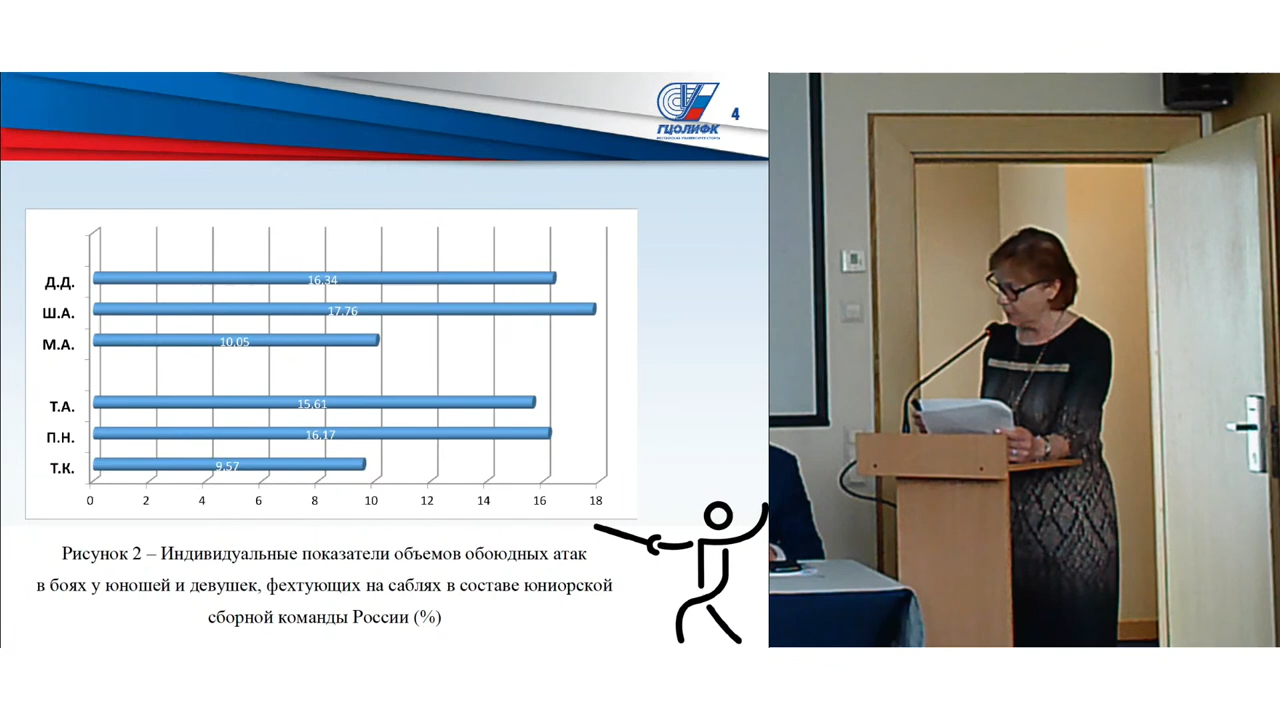 ГЦОЛИФК
4
Д.Д.
16,34
Ш.А.
17,76
М.А.
10,05
Т.А.
15,61
П.Н.
16,17
Т.К.
9,57
0 2 4 6 8 10 12 14 16 18
Рисунок 2 – Индивидуальные показатели объемов обоюдных атак
в боях у юношей и девушек, фехтующих на саблях в составе юниорской
сборной команды России (%)